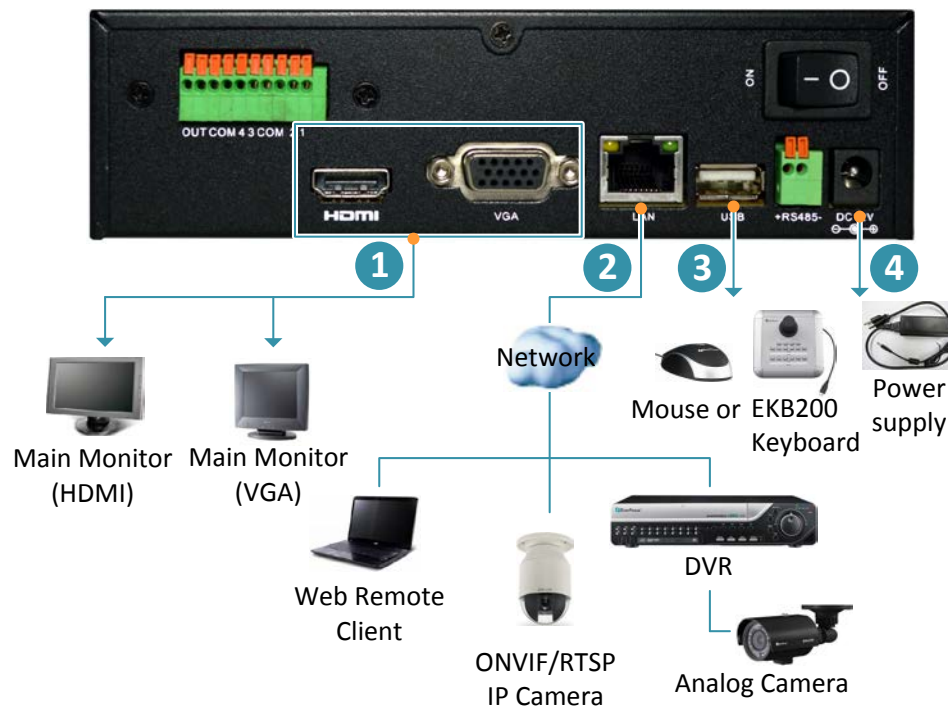 ON
OFF
OUT COM 4 3 COM 2 1
HDMI
VGA
LAN
USB
+RS485-
1
2
3
4
Network
Mouse or
EKB200
Keyboard
Power
supply
Main Monitor
(HDMI)
Main Monitor
(VGA)
Web Remote
Client
ONVIF/RTSP
IP Camera
DVR
Analog Camera